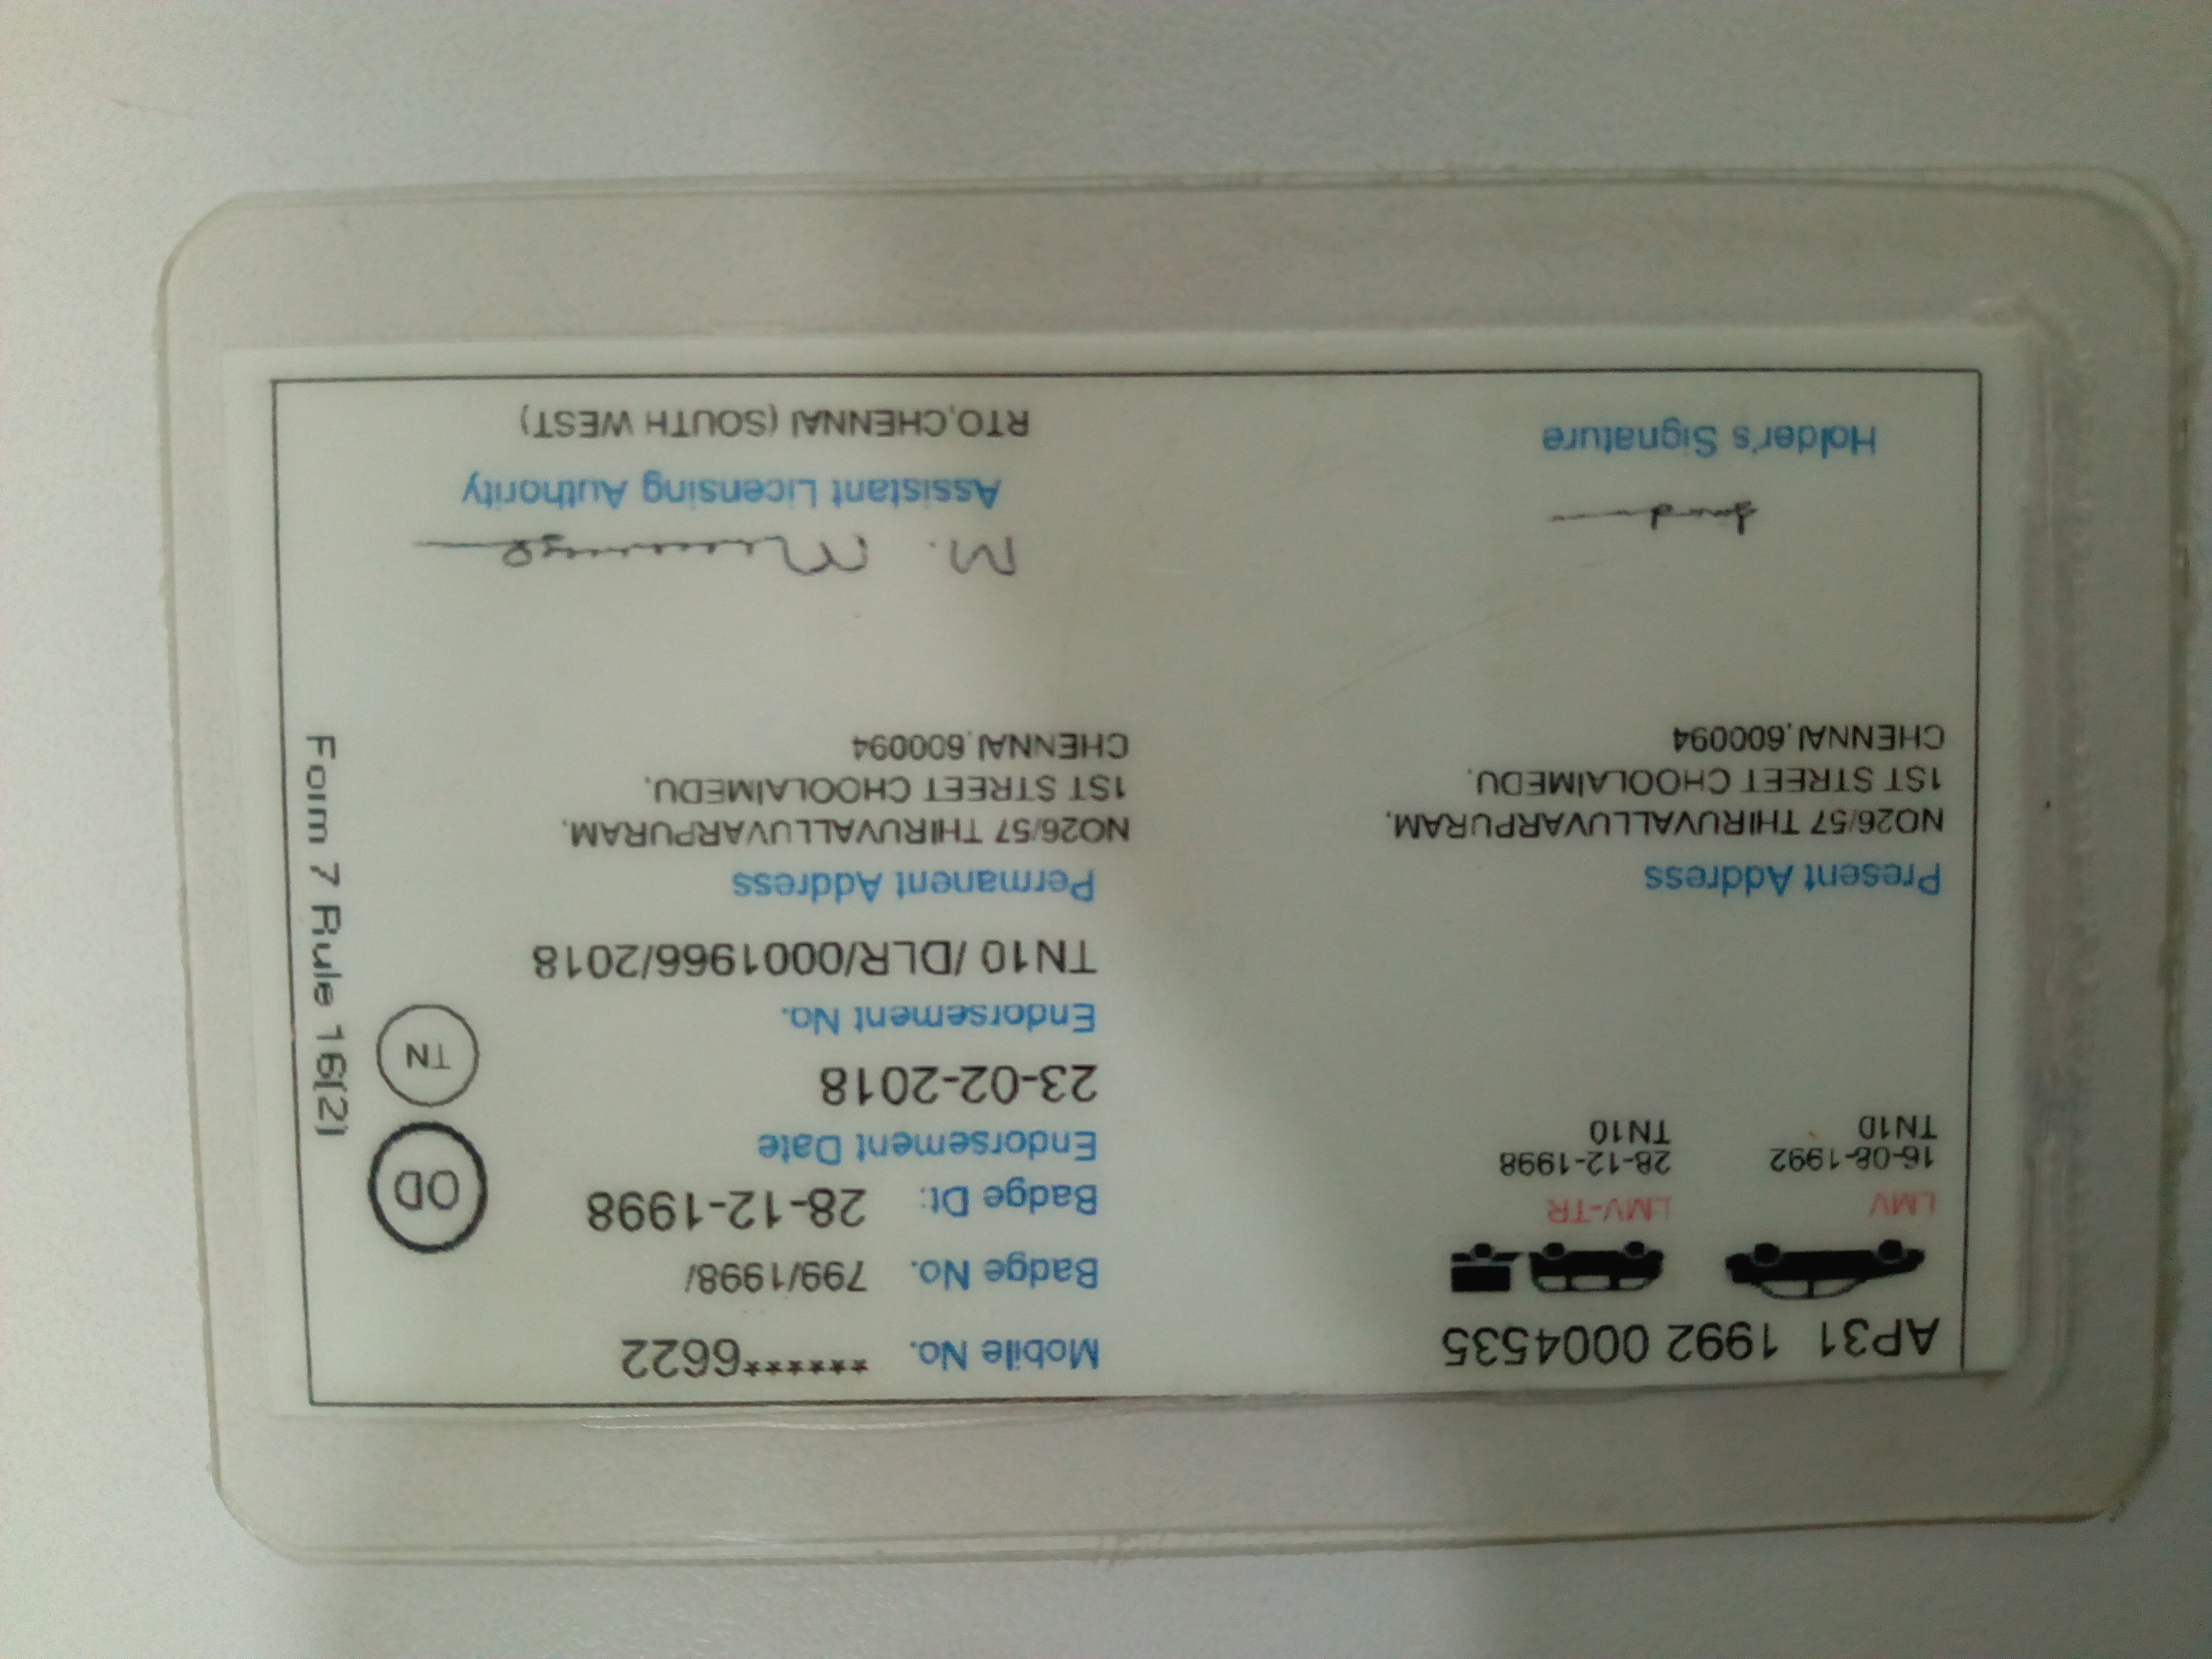 AP31 1992 0004535
LMV
16-08-1992
TN10
LMV-TR
28-12-1998
TN10
Present Address
NO26/57 THIRUVALLUVARPURAM,
1ST STREET CHOOLAIMEDU,
CHENNAI,600094
Holder's Signature
Mobile No. ******6622
Badge No. 799/1998/
Badge Dt: 28-12-1998
Endorsement Date
23-02-2018
Endorsement No.
TN10 /DLR/0001966/2018
Permanent Address
NO26/57 THIRUVALLUVARPURAM,
1ST STREET CHOOLAIMEDU,
CHENNAI,600094
M.
Assistant Licensing Authority
RTO,CHENNAI (SOUTH WEST)
OD
TN
Form 7 Rule 16(2)